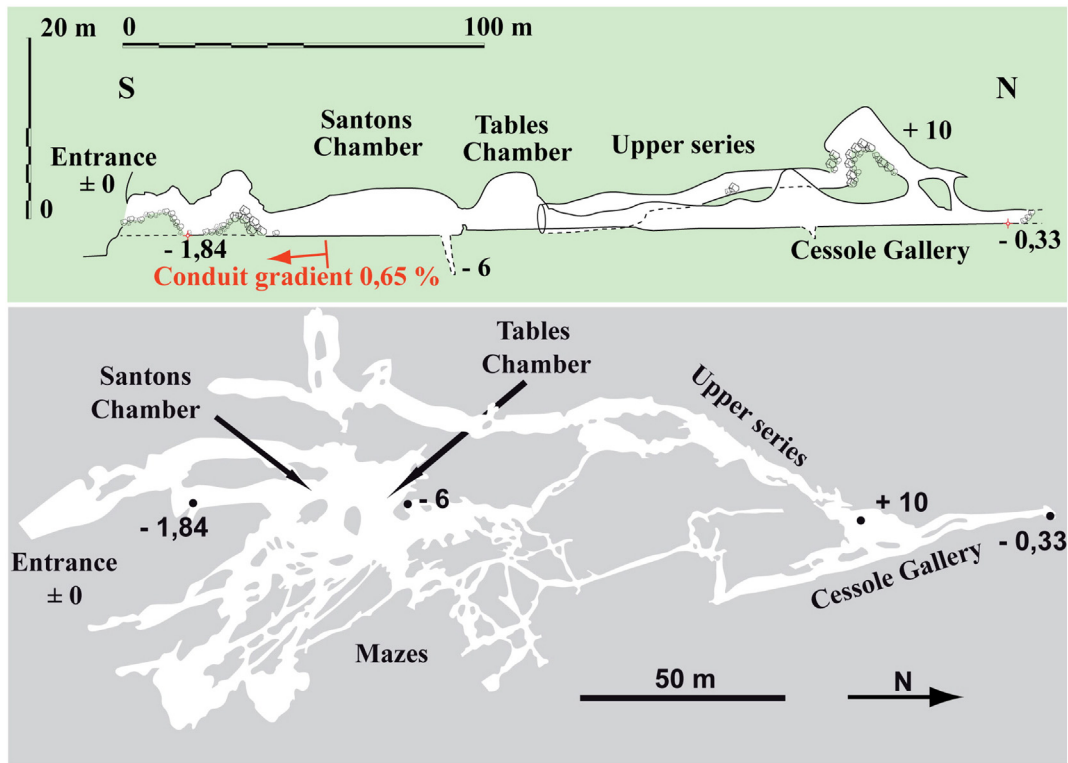 20 m
0
100 m
S
N
Santons
Chamber
Tables
Chamber
Upper series
+ 10
Entrance
± 0
0
- 1,84
- 6
Cessole Gallery
- 0,33
Conduit gradient 0,65 %
Tables
Chamber
Santons
Chamber
Upper series
- 6
+ 10
- 1,84
- 0,33
Entrance
± 0
Cessole Gallery
Mazes
50 m
N